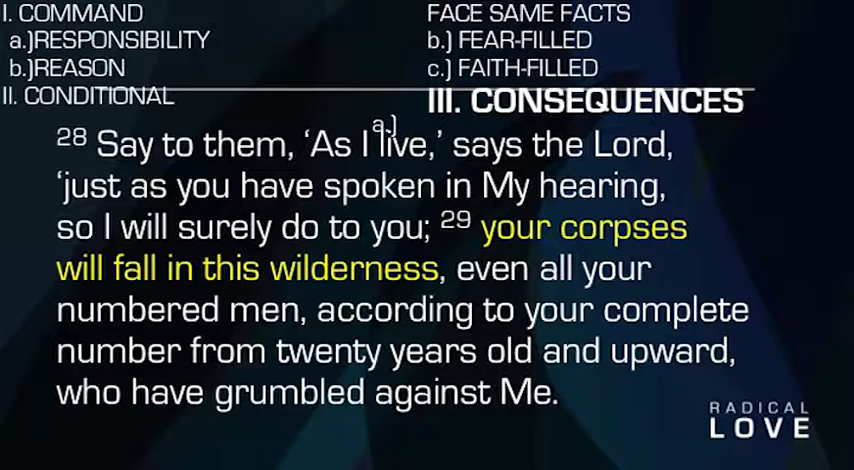 I. COMMAND
a.)RESPONSIBILITY
b.)REASON
II. CONDITIONAL
FACE SAME FACTS
b.) FEAR-FILLED
c.) FAITH-FILLED
III. CONSEQUENCES
a.)
28 Say to them, ‘As I live,’ says the Lord,
‘just as you have spoken in My hearing,
so I will surely do to you; 29 your corpses
will fall in this wilderness, even all your
numbered men, according to your complete
number from twenty years old and upward,
who have grumbled against Me.
RADICAL
LOVE